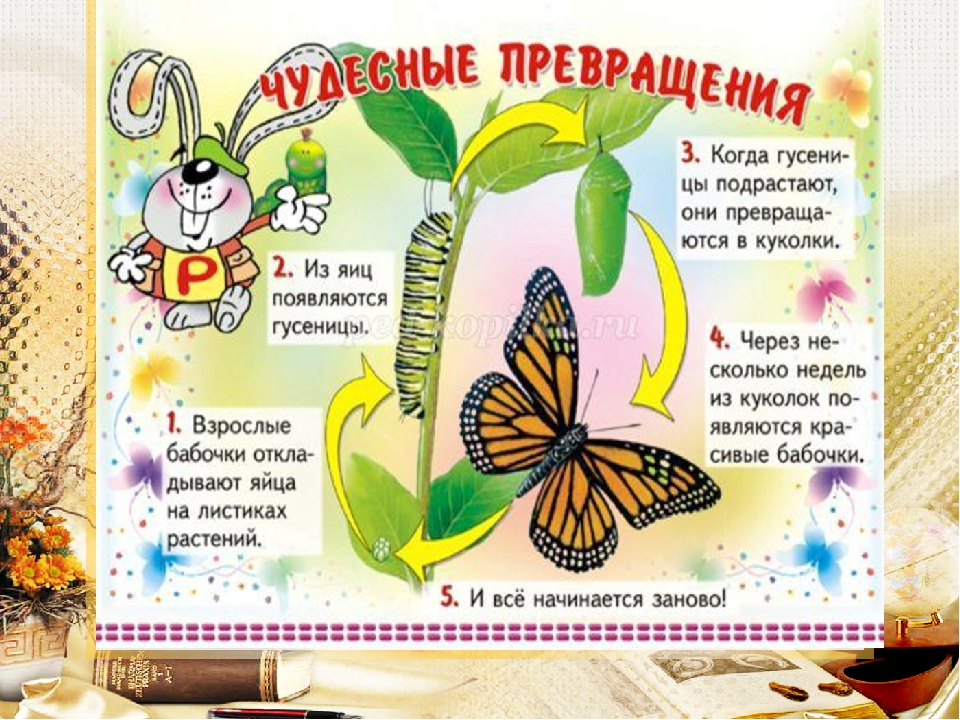 ЧУДЕСНЫЕ ПРЕВРАЩЕНИЯ
Р
1. Взрослые
бабочки откла-
дывают яйца
на листиках
растений.
2. Из яиц
появляются
гусеницы.
3. Когда гусени-
цы подрастают,
они превраща-
ются в куколки.
4. Через не-
сколько недель
из куколок по-
являются кра-
сивые бабочки.
5. И всё начинается заново!